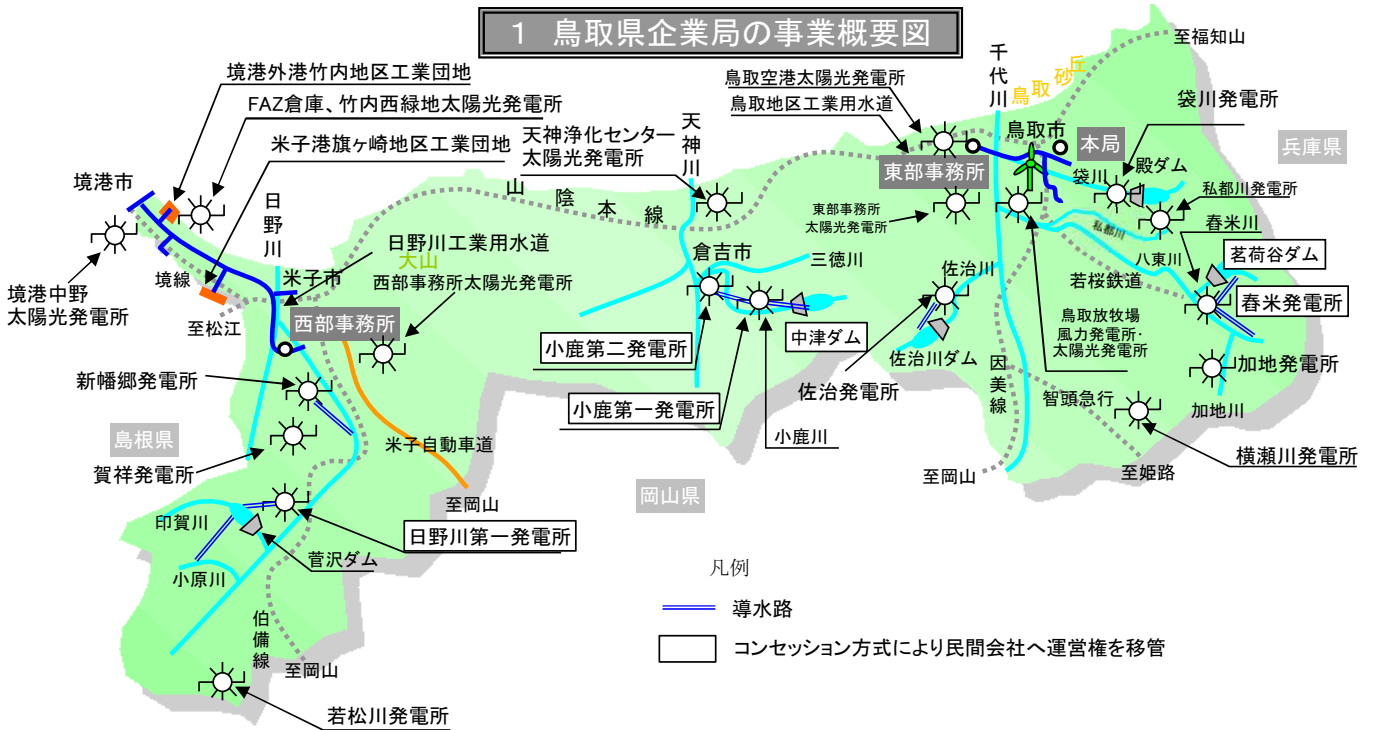 1 鳥取県企業局の事業概要図
境港外港竹内地区工業団地
FAZ倉庫、竹内西緑地太陽光発電所
米子港旗ヶ崎地区工業団地
境港市
境港中野
太陽光発電所
境線
至松江
日野川
米子市
日野川工業用水道
大山
西部事務所太陽光発電所
西部事務所
新幡郷発電所
島根県
賀祥発電所
米子自動車道
至岡山
印賀川
日野川第一発電所
菅沢ダム
小原川
伯備線
至岡山
若松川発電所
山陰本線
天神浄化センター
太陽光発電所
天神川
倉吉市
三徳川
小鹿第二発電所
中津ダム
小鹿第一発電所
小鹿川
岡山県
鳥取空港太陽光発電所
鳥取地区工業用水道
千代川
鳥取砂丘
至福知山
鳥取市
本局
袋川発電所
兵庫県
東部事務所
袋川
殿ダム
私都川発電所
東部事務所
太陽光発電所
私都川
舂米川
八東川
茗荷谷ダム
若桜鉄道
舂米発電所
佐治川
鳥取放牧場
風力発電所・
太陽光発電所
佐治川ダム
佐治発電所
因美線
智頭急行
加地発電所
加地川
至岡山
至姫路
横瀬川発電所
凡例
導水路
コンセッション方式により民間会社へ運営権を移管